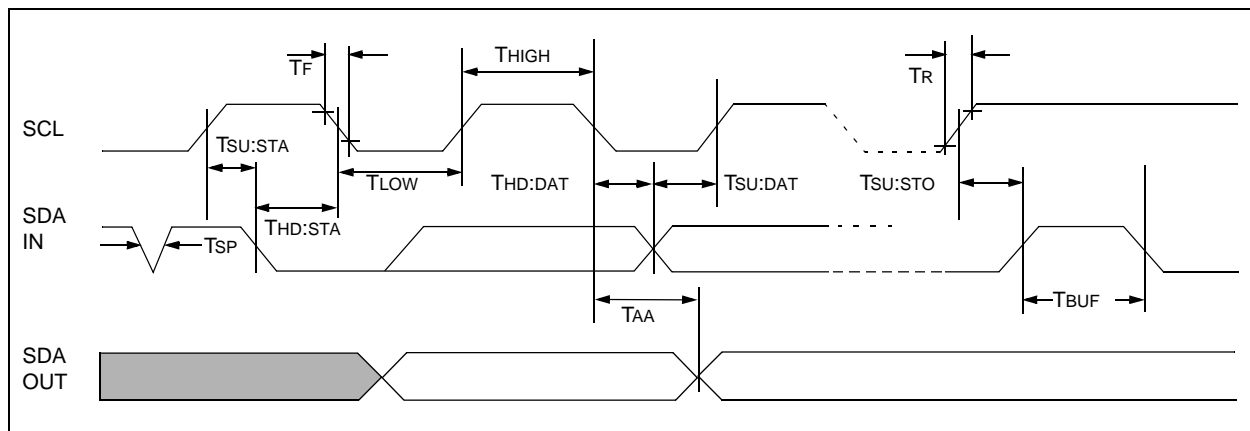 TF
THIGH
TR
SCL
TSU:STA
TLOW
THD:DAT
TSU:DAT
TSU:STO
SDA
IN
TSP
THD:STA
TBUF
TAA
SDA
OUT